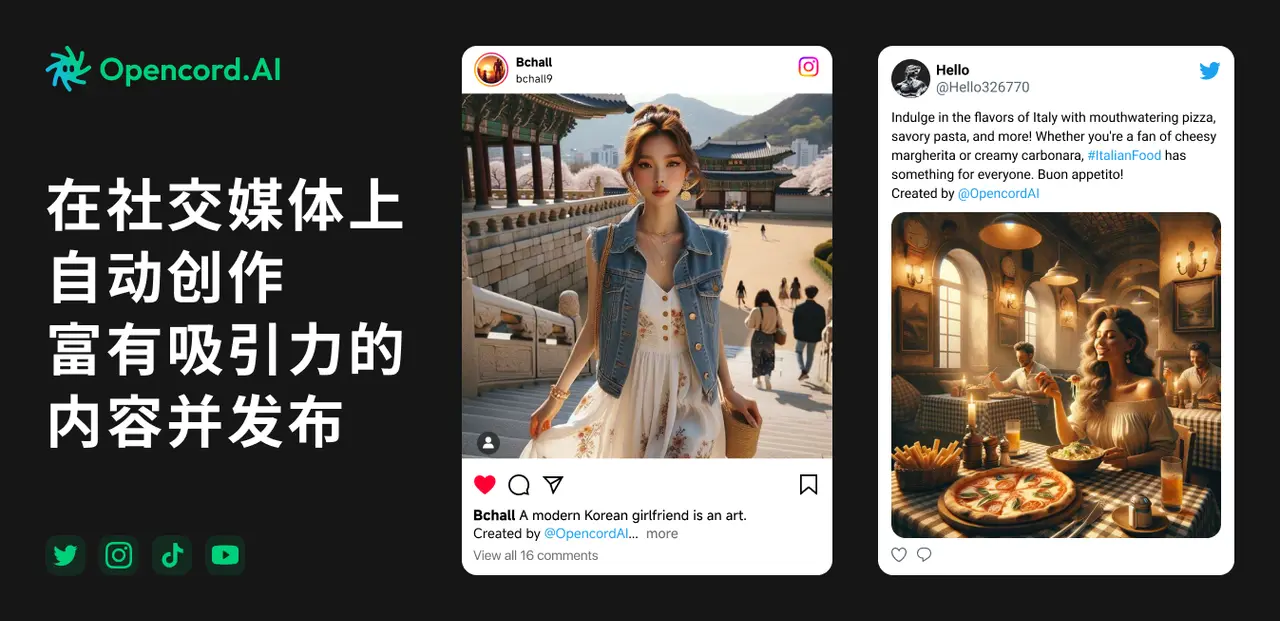 Opencord.AI
在社交媒体上
自动创作
富有吸引力的
内容并发布
Bchall
bchall9
Bchall A modern Korean girlfriend is an art.
Created by @OpencordAI... more
View all 16 comments
Hello
@Hello326770
Indulge in the flavors of Italy with mouthwatering pizza,
savory pasta, and more! Whether you're a fan of cheesy
margherita or creamy carbonara, #ItalianFood has
something for everyone. Buon appetito!
Created by @OpencordAI